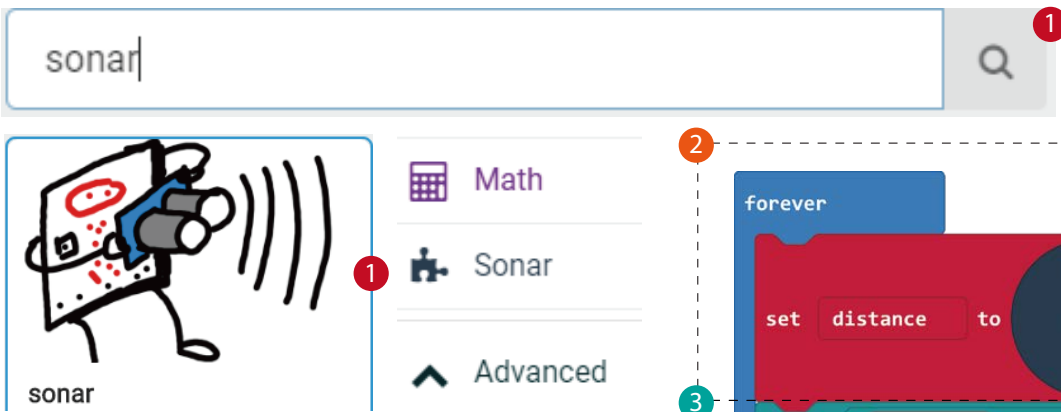 sonar
1
sonar
1
Math
Sonar
Advanced
2
forever
set distance to
3